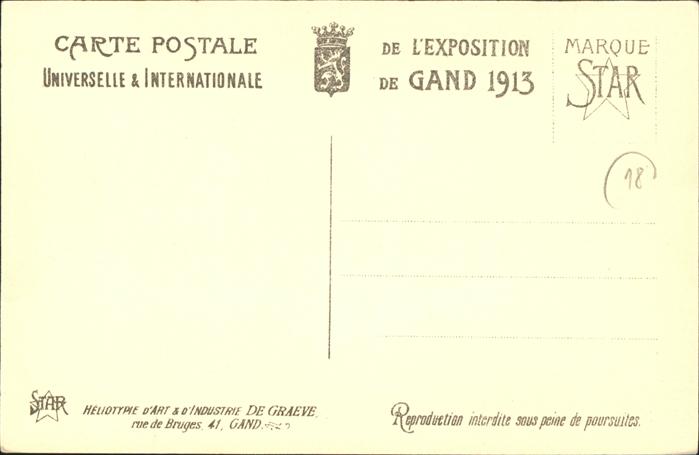 CARTE POSTALE DE L'EXPOSITION
UNIVERSELLE & INTERNATIONALE DE GAND 1913
MARQUE
STAR
18
STAR
HÉLIOTYPIE D'ART & D'INDUSTRIE DE GRAEVE,
rue de Bruges, 41, GAND.
Reproduction interdite sous peine de poursuites.